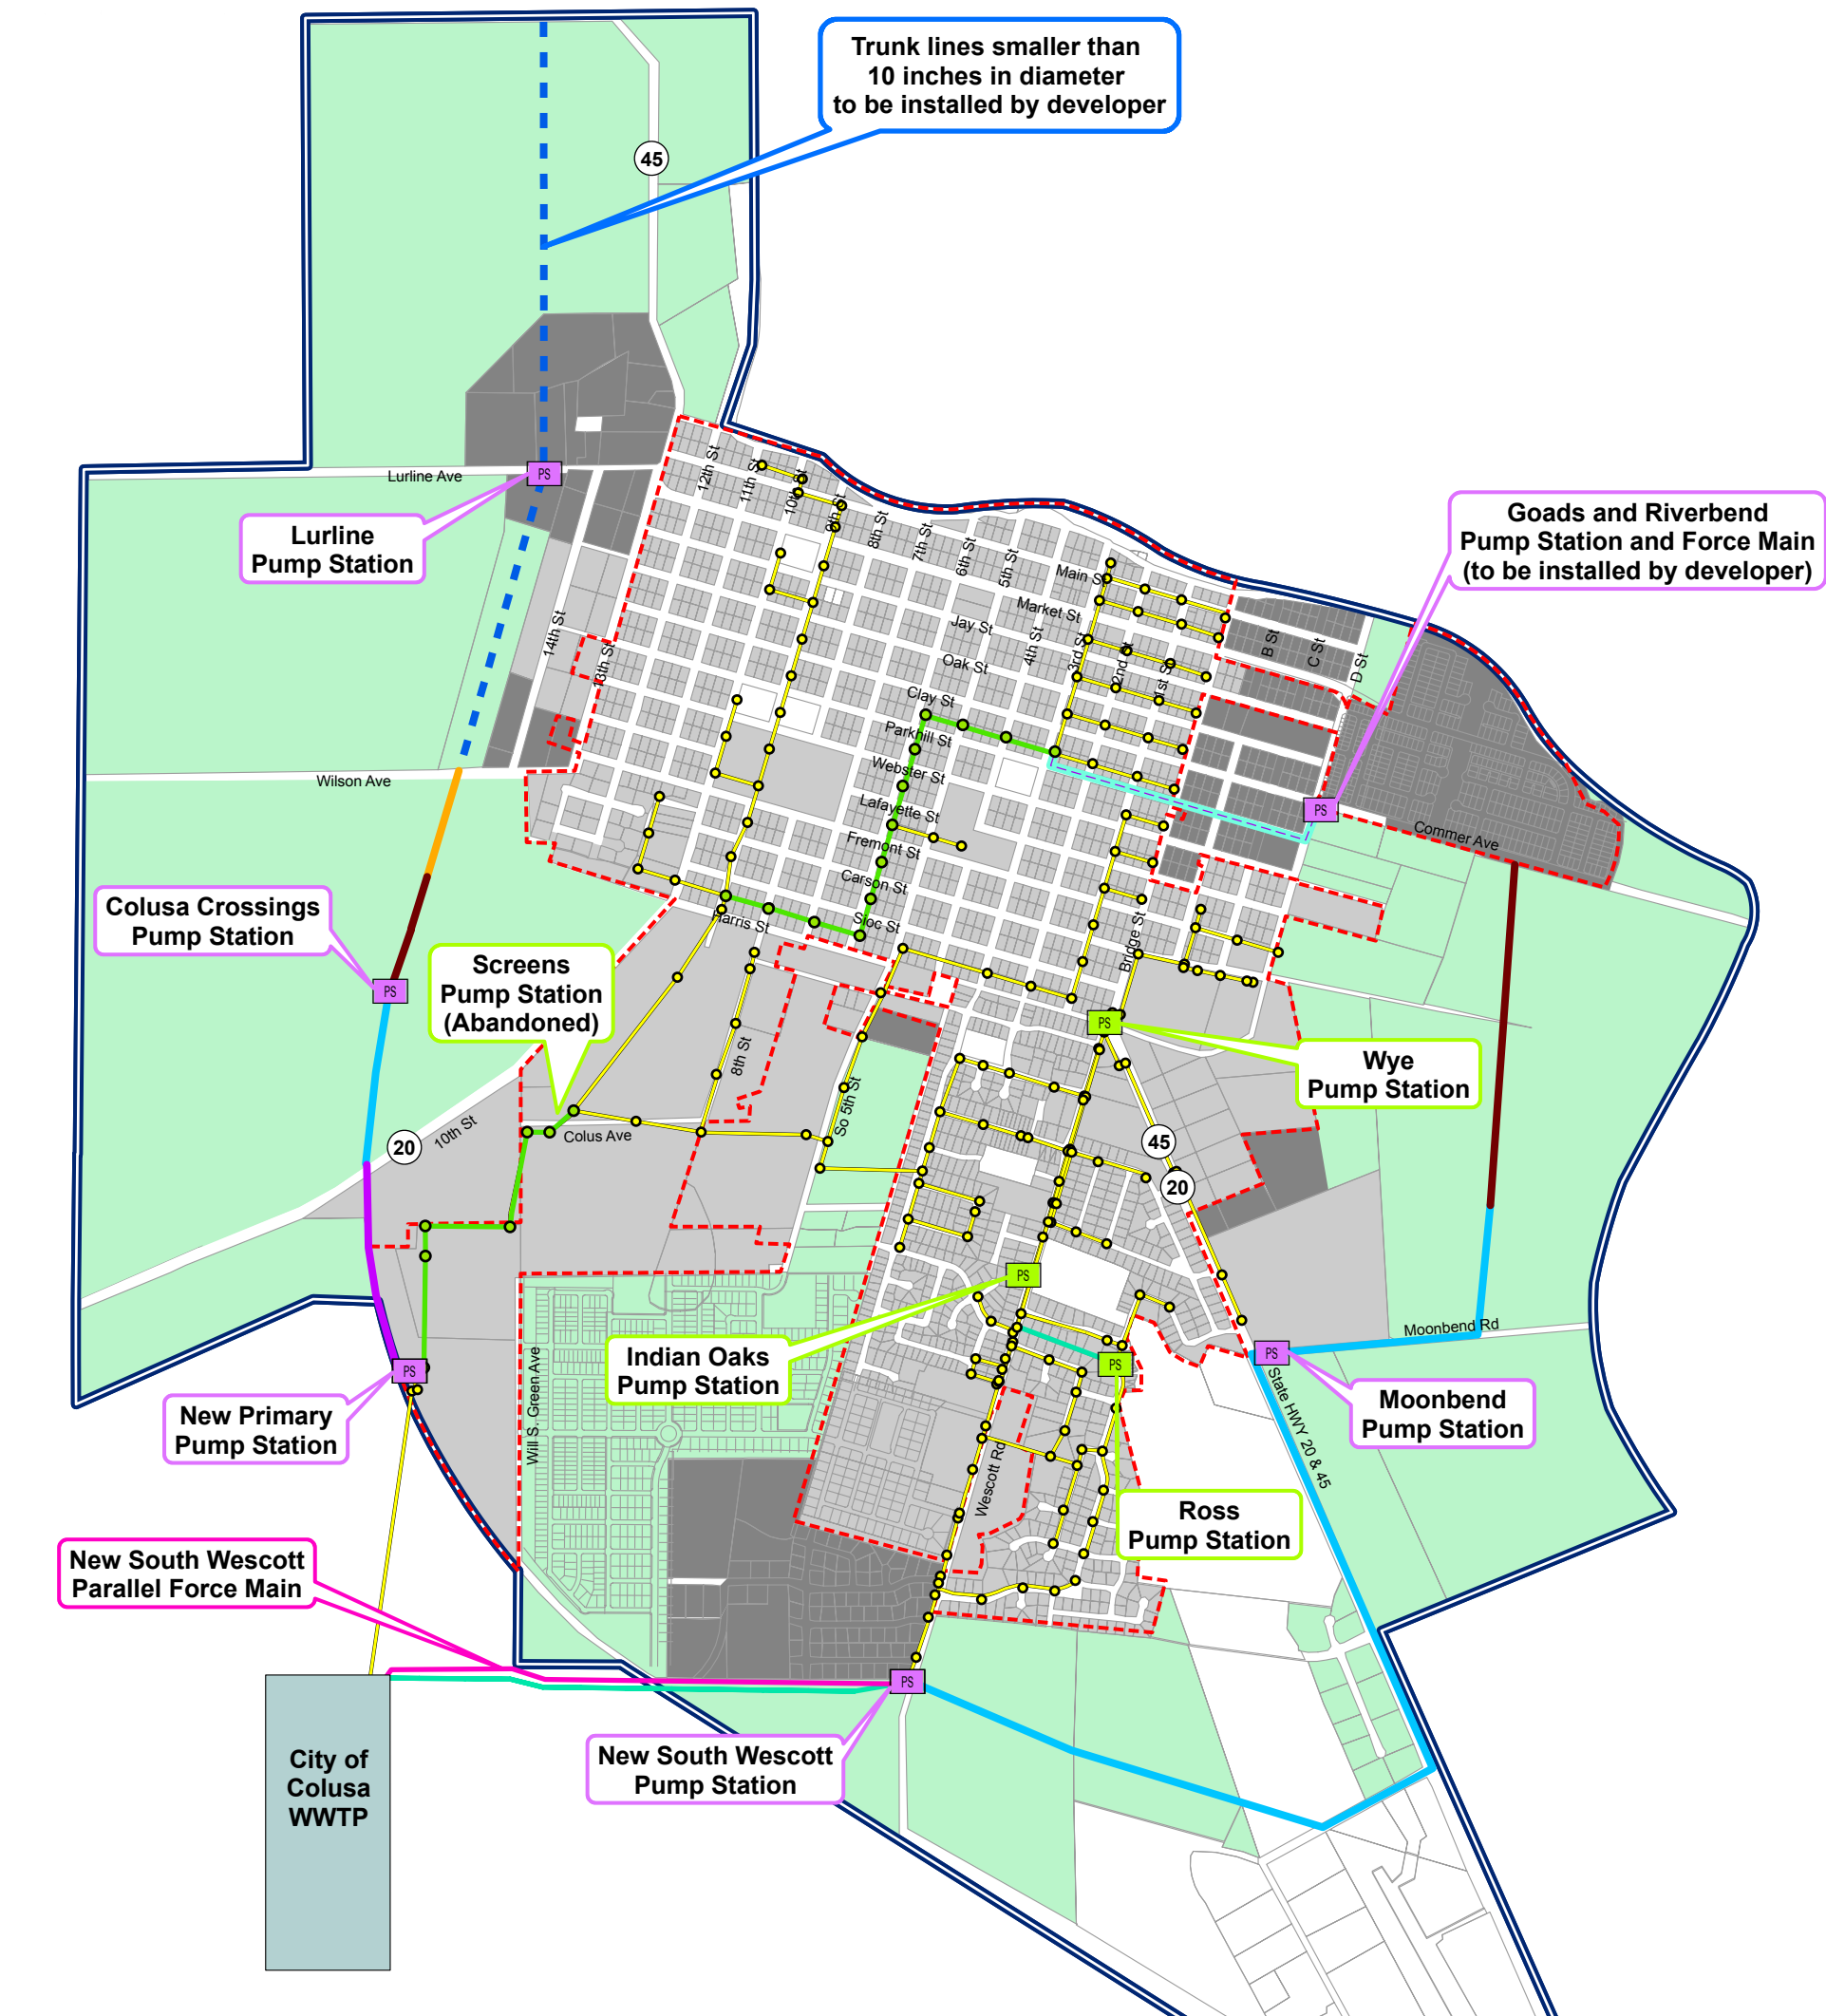 Trunk lines smaller than
10 inches in diameter
to be installed by developer
45
Lurline Ave
PS
Lurline
Pump Station
12th St
11th St
10th St
9th St
8th St
7th St
6th St
5th St
Main St
Market St
Jay St
Oak St
Clay St
Parkhill St
Webster St
Lafayette St
Fremont St
Carson St
Sioc St
Harris St
4th St
3rd St
2nd St
1st St
B St
C St
D St
14th St
13th St
Goads and Riverbend
Pump Station and Force Main
(to be installed by developer)
PS
Commer Ave
Wilson Ave
Colusa Crossings
Pump Station
PS
Screens
Pump Station
(Abandoned)
Bridge St
PS
Wye
Pump Station
8th St
So 5th St
Colus Ave
10th St
20
45
20
PS
Indian Oaks
Pump Station
PS
Ross
Pump Station
Moonbend Rd
PS
Moonbend
Pump Station
State HWY 20 & 45
PS
New Primary
Pump Station
Will S. Green Ave
Wescott Rd
New South Wescott
Parallel Force Main
PS
New South Wescott
Pump Station
City of
Colusa
WWTP